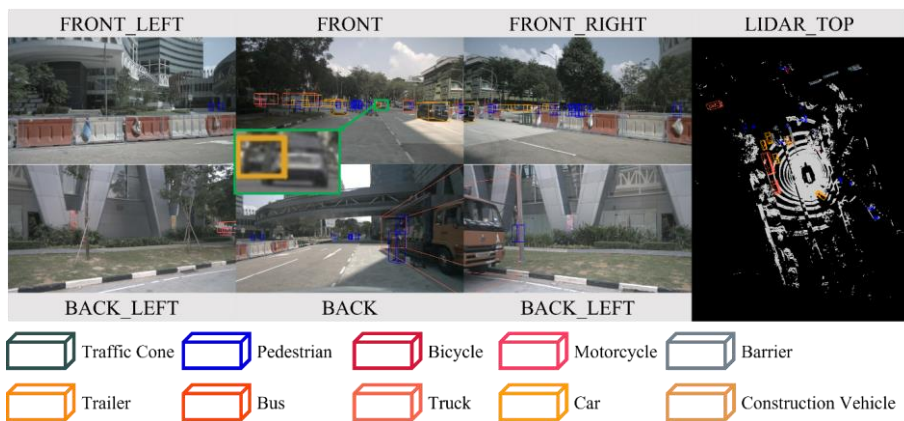 FRONT_LEFT FRONT FRONT_RIGHT LIDAR_TOP
BACK_LEFT BACK BACK_LEFT
Traffic Cone Pedestrian Bicycle Motorcycle Barrier
Trailer Bus Truck Car Construction Vehicle